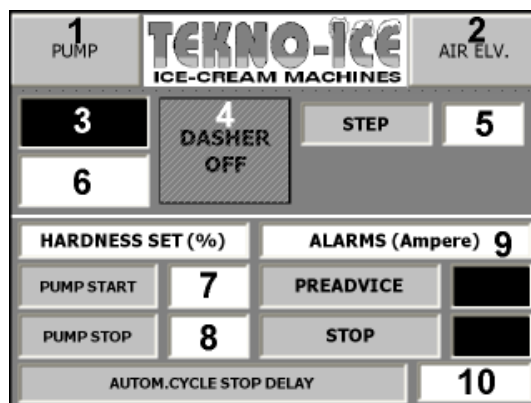 1
PUMP
TEKNO-ICE
ICE-CREAM MACHINES
2
AIR ELV.
3
4
DASHER
OFF
STEP
5
6
HARDNESS SET (%)
ALARMS (Ampere) 9
PUMP START
7
PREADVICE
PUMP STOP
8
STOP
AUTOM.CYCLE STOP DELAY
10